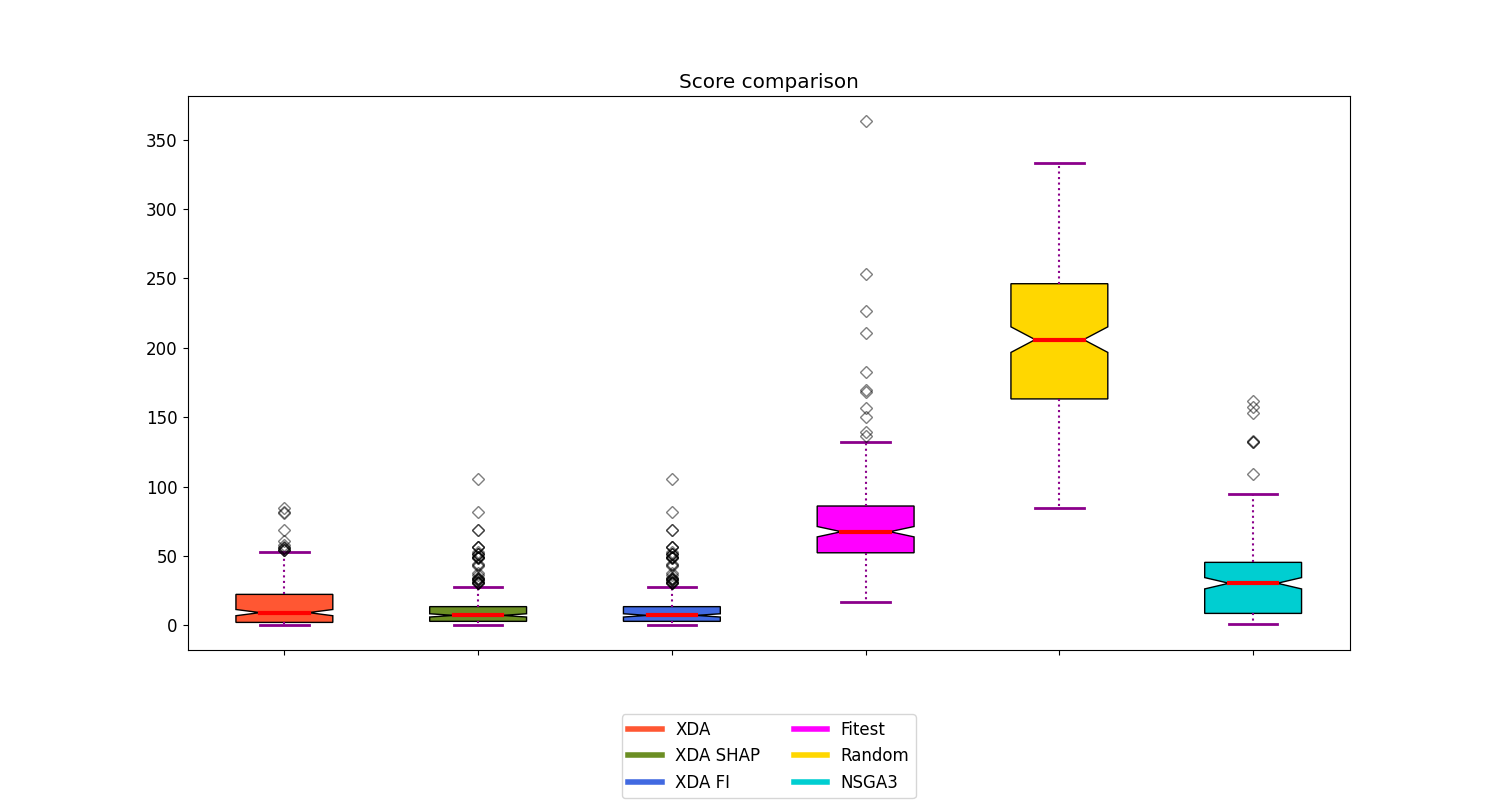 Score comparison
350
300
250
200
150
100
50
0
XDA
XDA SHAP
XDA FI
Fitest
Random
NSGA3